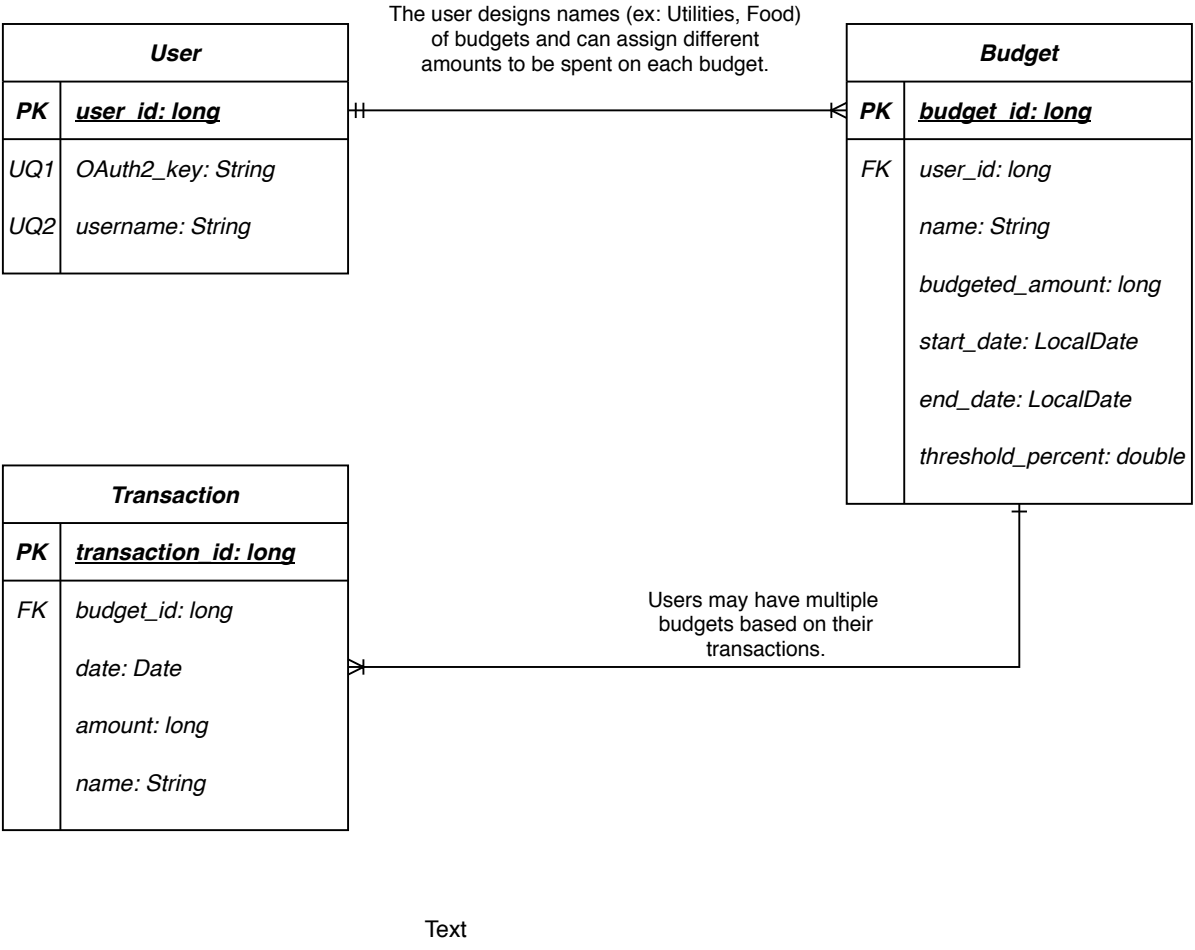 The user designs names (ex: Utilities, Food)
of budgets and can assign different
amounts to be spent on each budget.
User
PK user_id: long
UQ1 OAuth2_key: String
UQ2 username: String
Budget
PK budget_id: long
FK user_id: long
name: String
budgeted_amount: long
start_date: LocalDate
end_date: LocalDate
threshold_percent: double
Transaction
PK transaction_id: long
FK budget_id: long
date: Date
amount: long
name: String
Users may have multiple
budgets based on their
transactions.
Text